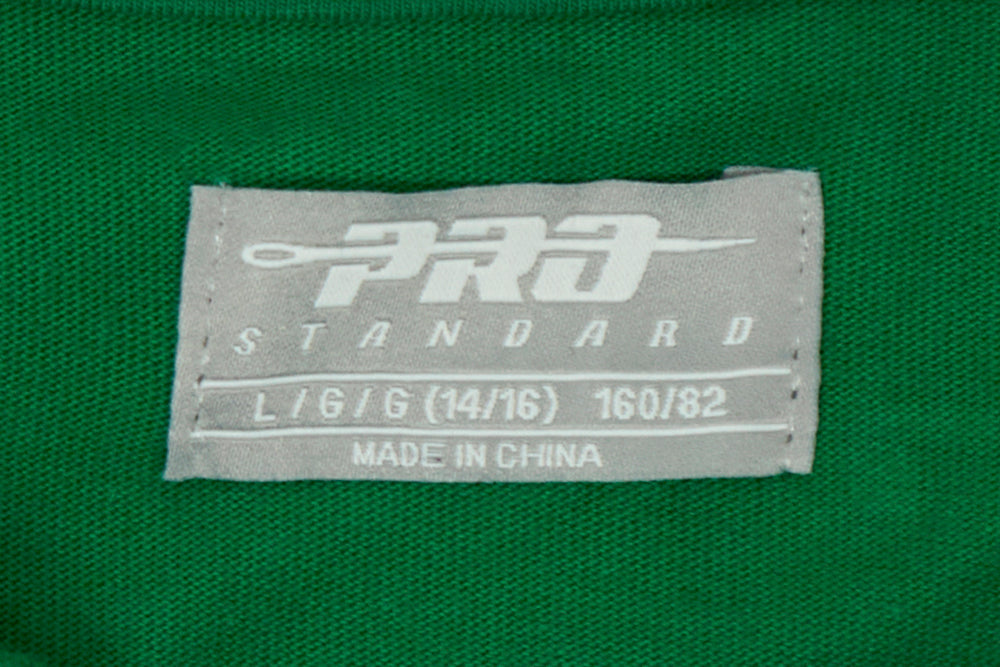 PRO
STANDARD
L / G / G (14/16) 160/82
MADE IN CHINA